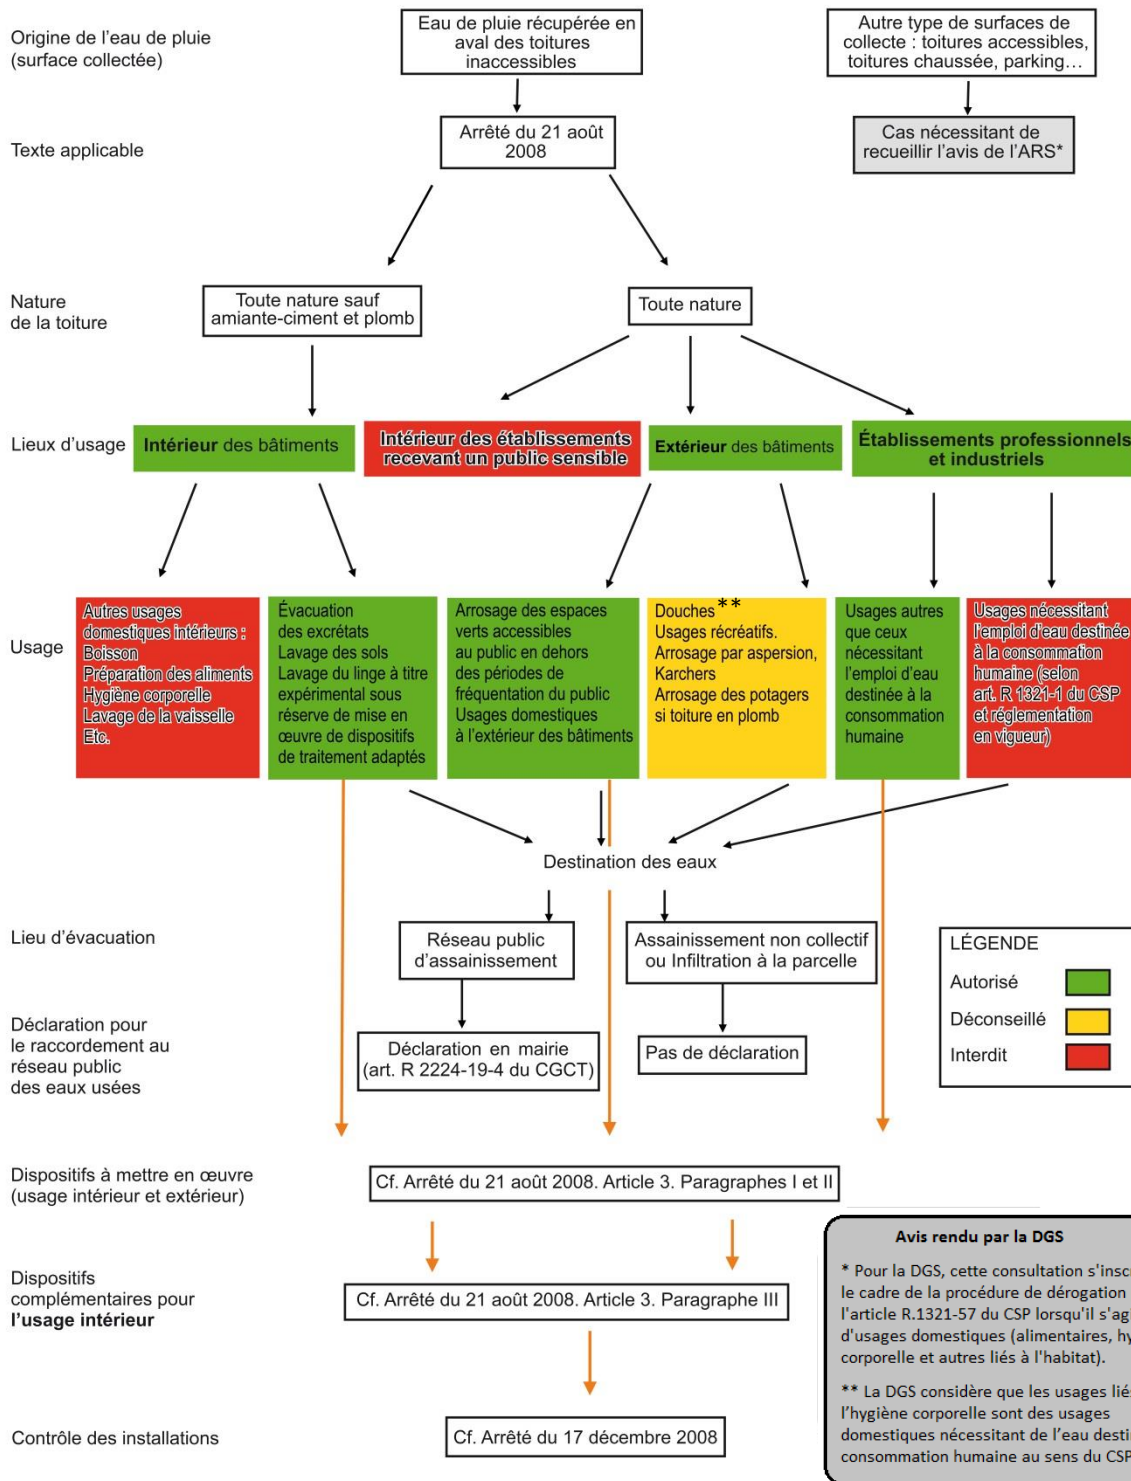 Origine de l'eau de pluie
(surface collectée)
Eau de pluie récupérée en
aval des toitures
inaccessibles
Autre type de surfaces de
collecte : toitures accessibles,
toitures chaussée, parking…
Texte applicable
Arrêté du 21 août
2008
Cas nécessitant de
recueillir l'avis de l'ARS*
Nature
de la toiture
Toute nature sauf
amiante-ciment et plomb
Toute nature
Lieux d'usage
Intérieur des bâtiments
Intérieur des établissements
recevant un public sensible
Extérieur des bâtiments
Établissements professionnels
et industriels
Usage
Autres usages
domestiques intérieurs :
Boisson
Préparation des aliments
Hygiène corporelle
Lavage de la vaisselle
Etc.
Évacuation
des excrétats
Lavage des sols
Lavage du linge à titre
expérimental sous
réserve de mise en
œuvre de dispositifs
de traitement adaptés
Arrosage des espaces
verts accessibles
au public en dehors
des périodes de
fréquentation du public
Usages domestiques
à l'extérieur des bâtiments
Douches**
Usages récréatifs.
Arrosage par aspersion,
Karchers
Arrosage des potagers
si toiture en plomb
Usages autres
que ceux
nécessitant
l'emploi d'eau
destinée à la
consommation
humaine
Usages nécessitant
l'emploi d'eau destinée
à la consommation
humaine (selon
art. R 1321-1 du CSP
et réglementation
en vigueur)
Destination des eaux
Lieu d'évacuation
Réseau public
d'assainissement
Assainissement non collectif
ou Infiltration à la parcelle
Déclaration pour
le raccordement au
réseau public
des eaux usées
Déclaration en mairie
(art. R 2224-19-4 du CGCT)
Pas de déclaration
LÉGENDE
Autorisé
Déconseillé
Interdit
Dispositifs à mettre en œuvre
(usage intérieur et extérieur)
Cf. Arrêté du 21 août 2008. Article 3. Paragraphes I et II
Dispositifs
complémentaires pour
l'usage intérieur
Cf. Arrêté du 21 août 2008. Article 3. Paragraphe III
Contrôle des installations
Cf. Arrêté du 17 décembre 2008
Avis rendu par la DGS
* Pour la DGS, cette consultation
le cadre de la procédure de dérogation
l'article R.1321-57 du CSP lorsqu'il
d'usages domestiques (alimentaires,
corporelle et autres liés à l'habitat).
** La DGS considère que les usages liés
l'hygiène corporelle sont des usages
domestiques nécessitant de l'eau
consommation humaine au sens du CSP